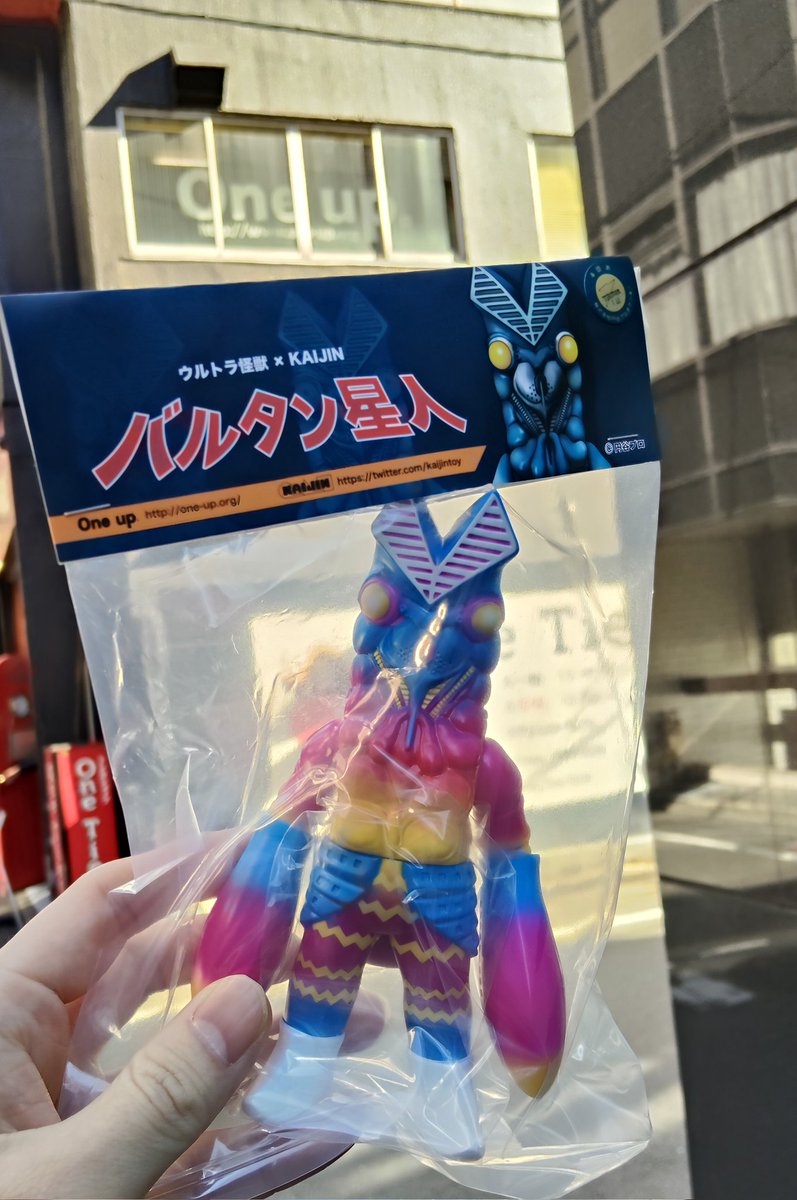 One up.
ウルトラ怪獣 × KAIJIN
バルタン星人
©円谷プロ
One up. http://one-up.org/ KAIJIN https://twitter.com/kaijintoy
One Ti